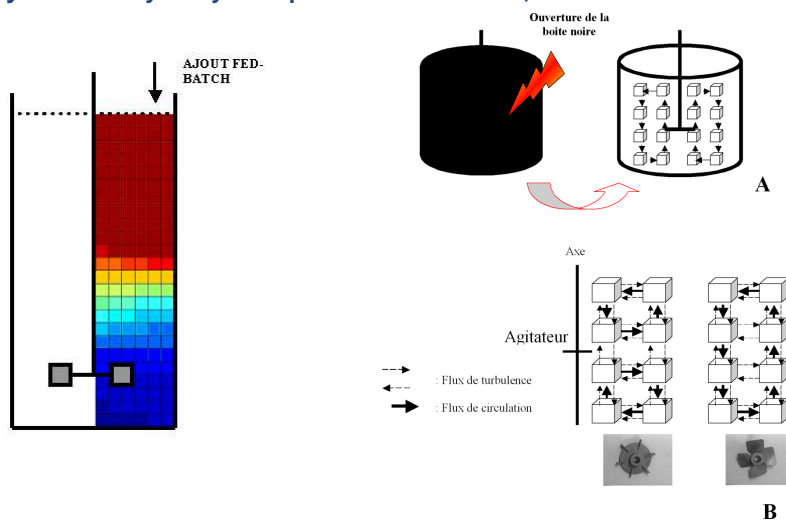 AJOUT FED-
BATCH
Ouverture de la
boite noire
A
Axe
Agitateur
: Flux de turbulence
: Flux de circulation
B